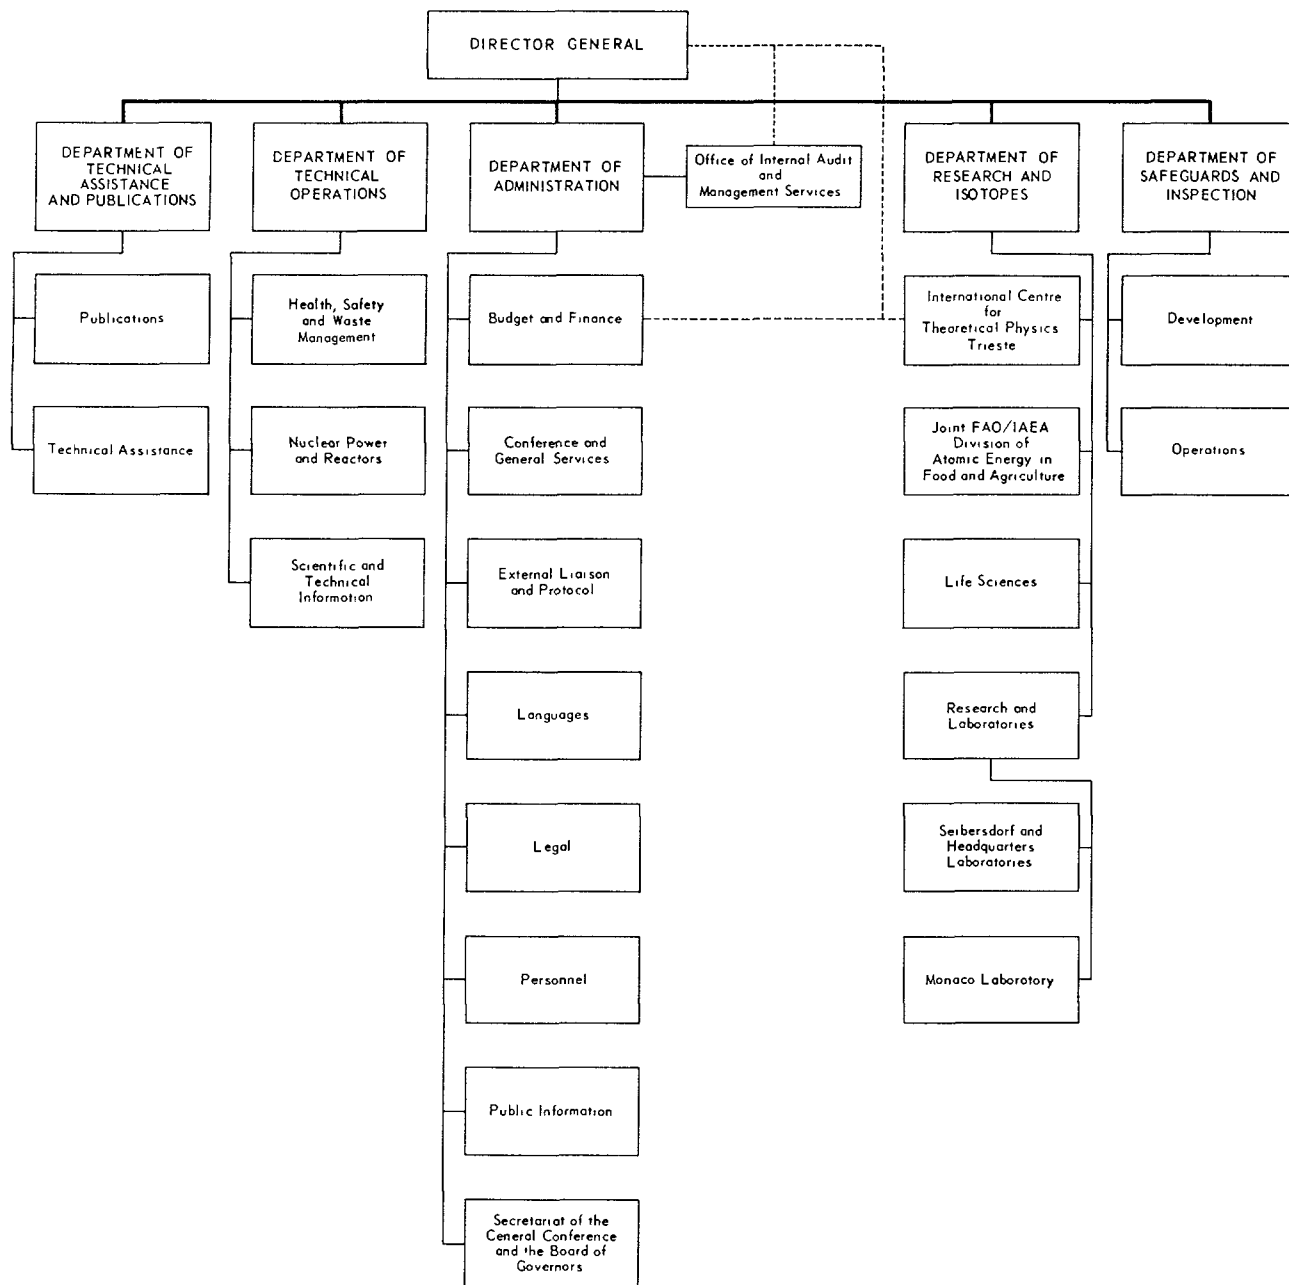 DIRECTOR GENERAL
DEPARTMENT OF
TECHNICAL
ASSISTANCE
AND PUBLICATIONS
DEPARTMENT OF
TECHNICAL
OPERATIONS
DEPARTMENT OF
ADMINISTRATION
Office of Internal Audit
and
Management Services
DEPARTMENT OF
RESEARCH AND
ISOTOPES
DEPARTMENT OF
SAFEGUARDS AND
INSPECTION
Publications
Technical Assistance
Health, Safety
and Waste
Management
Nuclear Power
and Reactors
Scientific and
Technical
Information
Budget and Finance
Conference and
General Services
External Liaison
and Protocol
Languages
Legal
Personnel
Public Information
Secretariat of the
General Conference
and the Board of
Governors
International Centre
for
Theoretical Physics
Trieste
Joint FAO/IAEA
Division of
Atomic Energy in
Food and Agriculture
Life Sciences
Research and
Laboratories
Seibersdorf and
Headquarters
Laboratories
Monaco Laborotory
Development
Operations